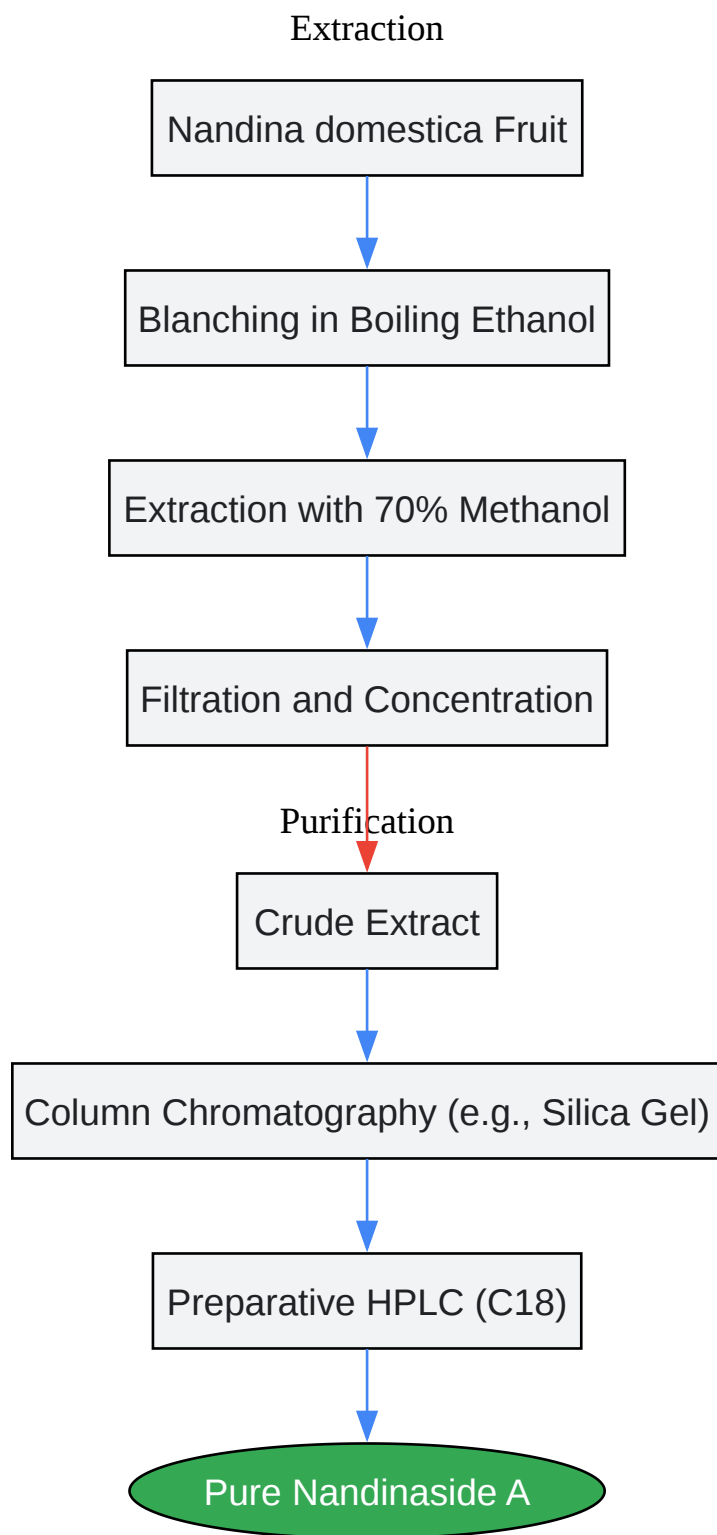 Extraction
Nandina domestica Fruit
Blanching in Boiling Ethanol
Extraction with 70% Methanol
Filtration and Concentration
Purification
Crude Extract
Column Chromatography (e.g., Silica Gel)
Preparative HPLC (C18)
Pure Nandinaside A